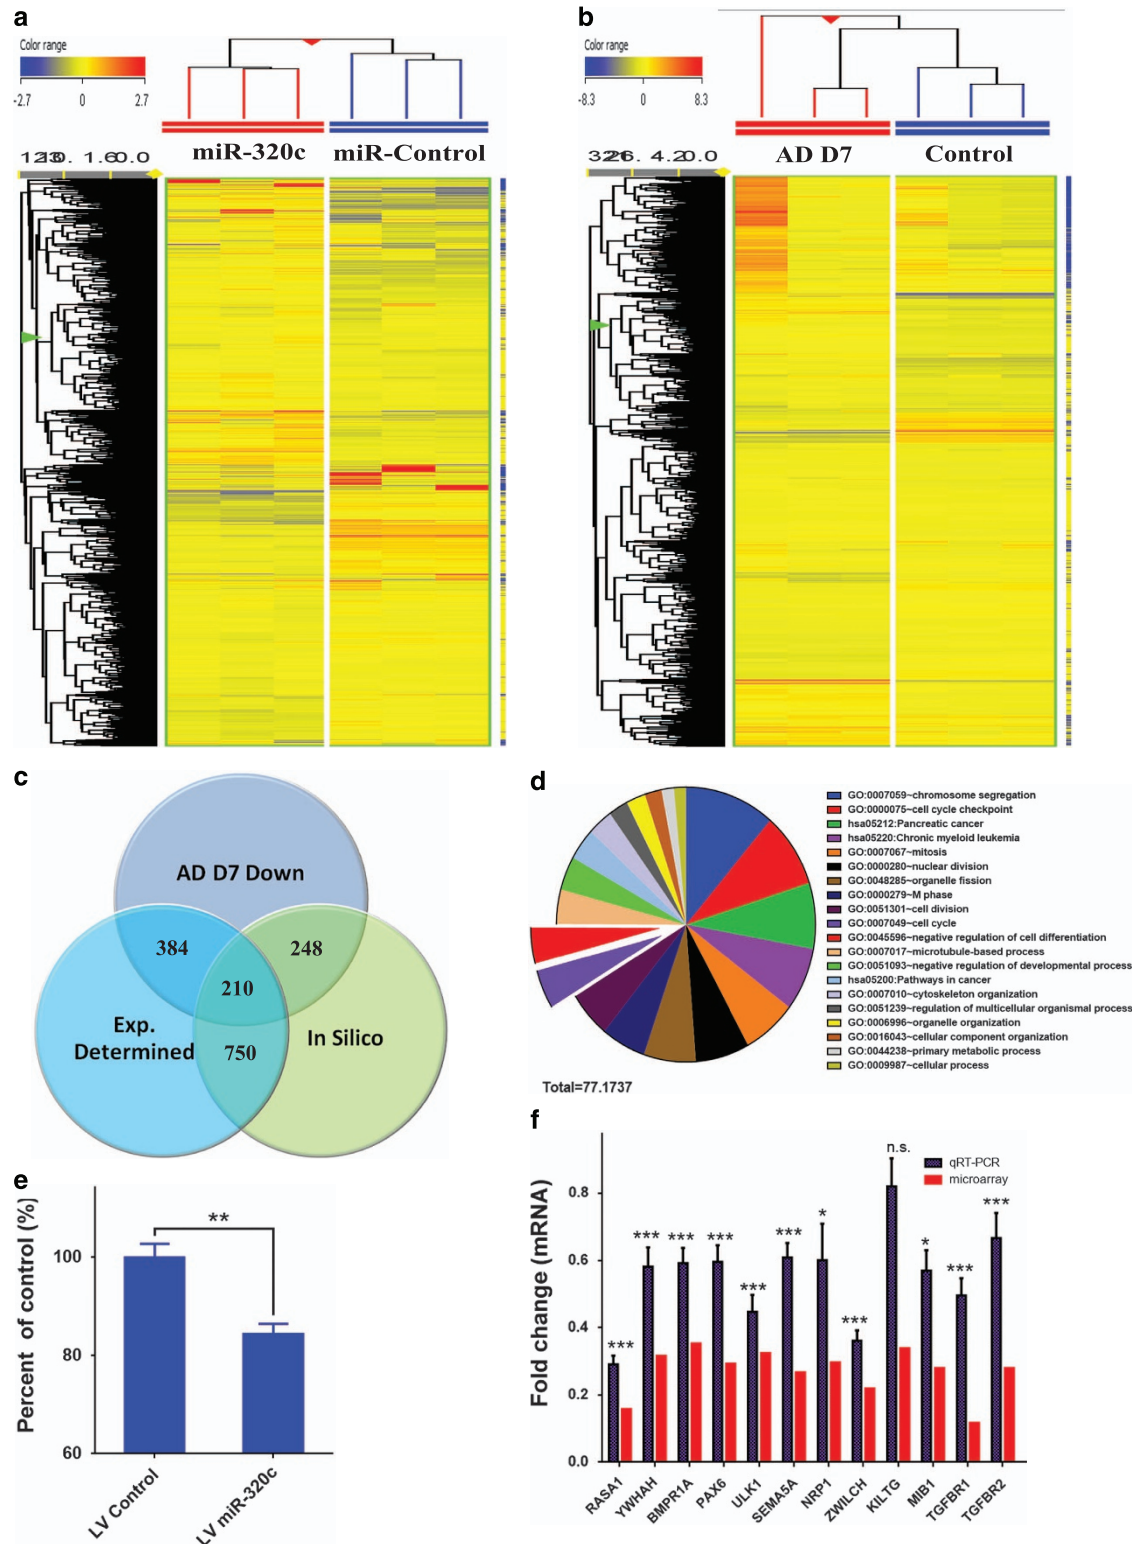 a
Color range
-2.7 0 2.7
miR-320c miR-Control
1.6 0.0
b
Color range
-8.3 0 8.3
AD D7 Control
4.2 0.0
c
AD D7 Down
384
248
210
Exp.
Determined
In Silico
750
d
GO:0007059~chromosome segregation
GO:0000075~cell cycle checkpoint
hsa05212:Pancreatic cancer
hsa05220:Chronic myeloid leukemia
GO:0007067~mitosis
GO:0000280~nuclear division
GO:0048285~organelle fission
GO:0000279~M phase
GO:0051301~cell division
GO:0007049~cell cycle
GO:0045596~negative regulation of cell differentiation
GO:0007017~microtubule-based process
GO:0051093~negative regulation of developmental process
hsa05200:Pathways in cancer
GO:0007010~cytoskeleton organization
GO:0051239~regulation of multicellular organismal process
GO:0006996~organelle organization
GO:0016043~cellular component organization
GO:0044238~primary metabolic process
GO:0009987~cellular process
Total=77.1737
e
Percent of control (%)
100
80
60
**
LV Control
LV miR-320c
f
Fold change (mRNA)
0.8
0.6
0.4
0.2
0.0
qRT-PCR
microarray
***
***
***
***
***
***
*
***
n.s.
*
***
***
RASA1
YWHAH
BMPR1A
PAX6
ULK1
SEMA5A
NRP1
ZWILCH
KILTG
MIB1
TGFBR1
TGFBR2